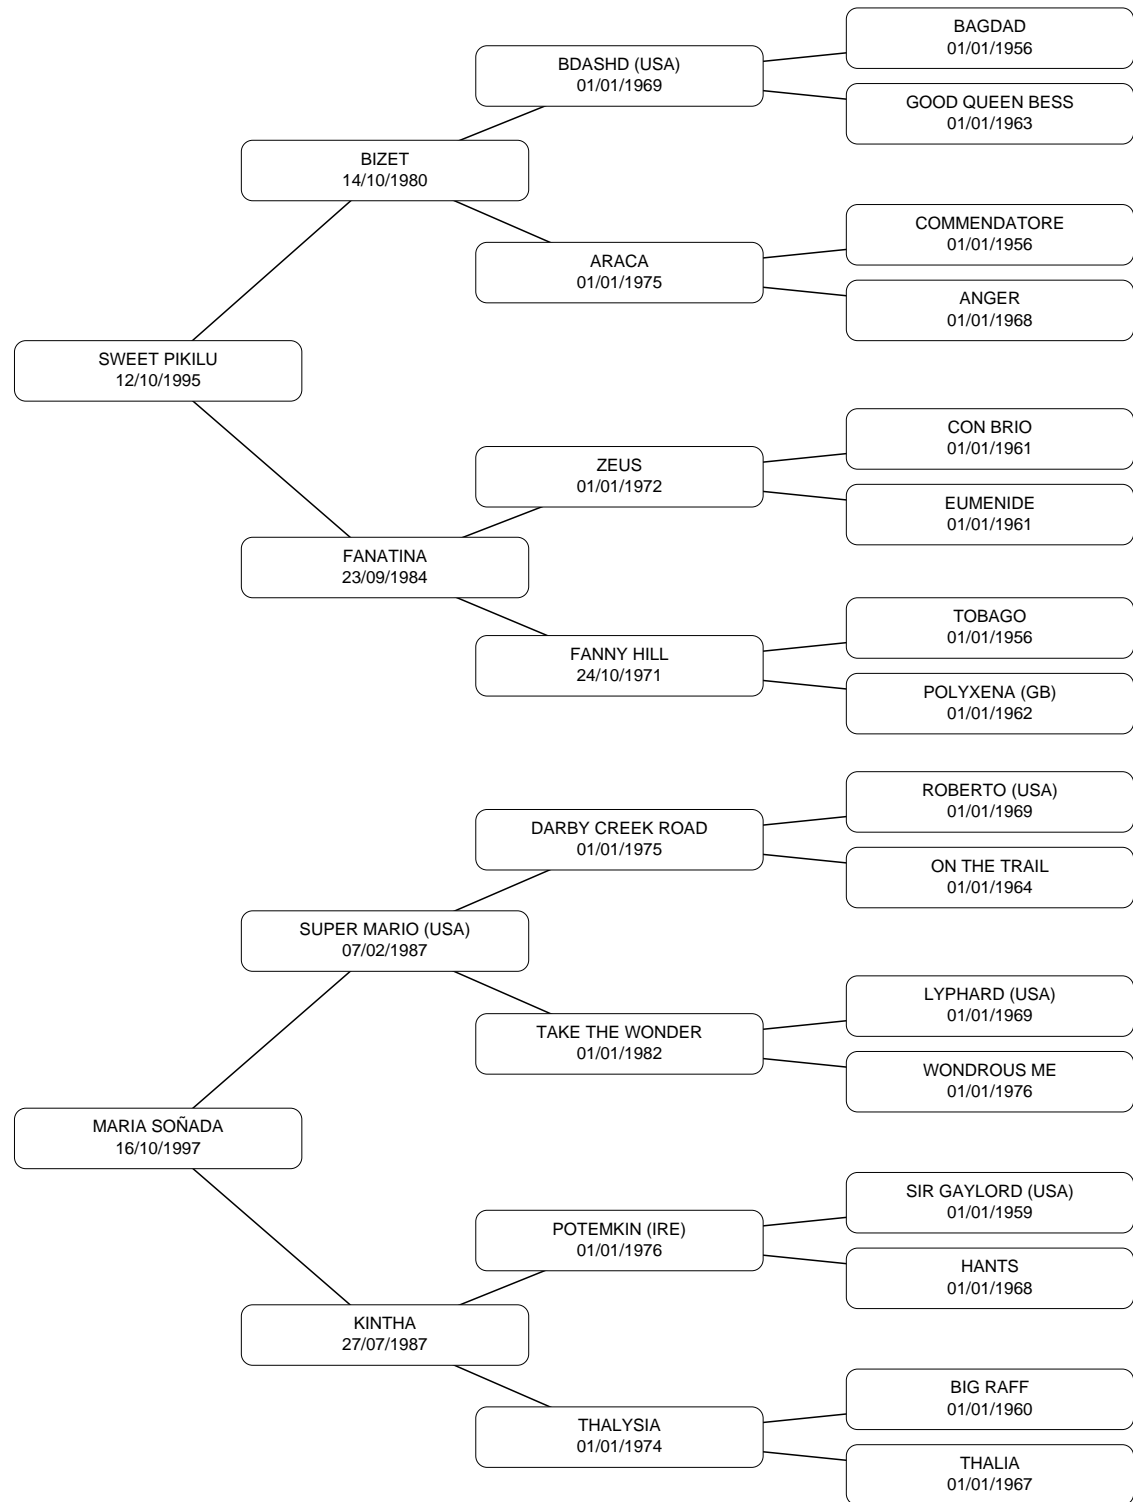 BAGDAD
01/01/1956
BDASHD (USA)
01/01/1969
GOOD QUEEN BESS
01/01/1963
BIZET
14/10/1980
COMMENDATORE
01/01/1956
ARACA
01/01/1975
ANGER
01/01/1968
SWEET PIKILU
12/10/1995
CON BRIO
01/01/1961
ZEUS
01/01/1972
EUMENIDE
01/01/1961
FANATINA
23/09/1984
TOBAGO
01/01/1956
FANNY HILL
24/10/1971
POLYXENA (GB)
01/01/1962
ROBERTO (USA)
01/01/1969
DARBY CREEK ROAD
01/01/1975
ON THE TRAIL
01/01/1964
SUPER MARIO (USA)
07/02/1987
LYPHARD (USA)
01/01/1969
TAKE THE WONDER
01/01/1982
WONDROUS ME
01/01/1976
MARIA SOÑADA
16/10/1997
SIR GAYLORD (USA)
01/01/1959
POTEMKIN (IRE)
01/01/1976
HANTS
01/01/1968
KINTHA
27/07/1987
BIG RAFF
01/01/1960
THALYSIA
01/01/1974
THALIA
01/01/1967